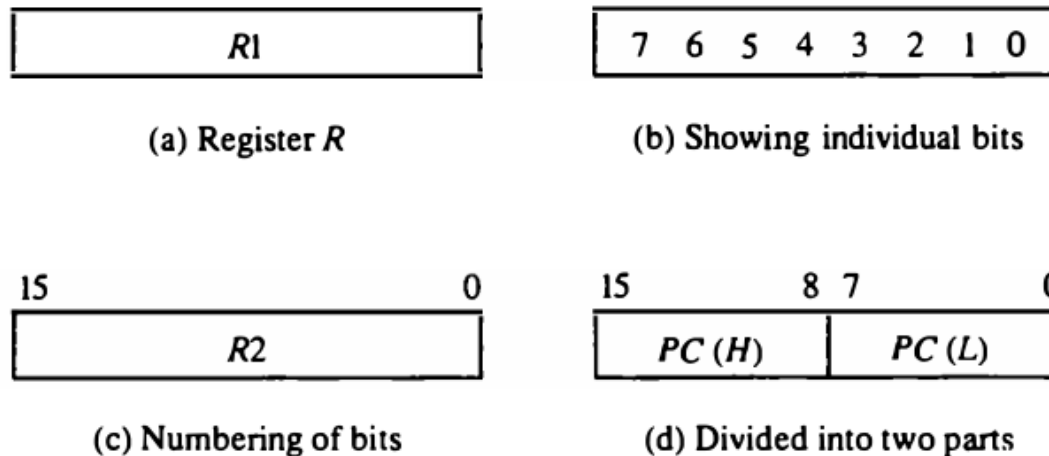 R1
7 6 5 4 3 2 1 0
(a) Register R
(b) Showing individual bits
15 0
15 8 7 0
R2
PC (H) PC (L)
(c) Numbering of bits
(d) Divided into two parts